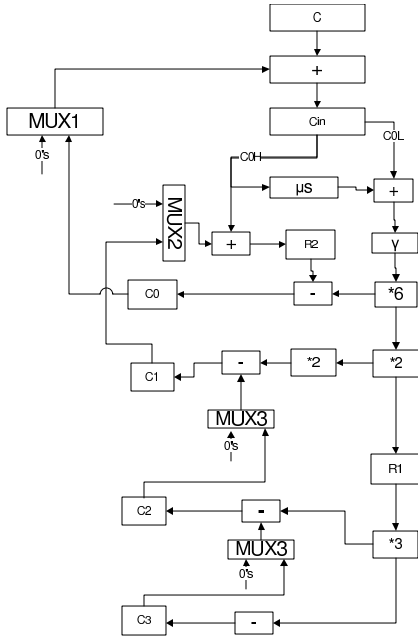 C
+
MUX1
Cin
C0L
0's
C0H
μs
+
0's
MUX2
+
R2
γ
C0
-
*6
C1
-
*2
*2
MUX3
0's
R1
C2
-
*3
MUX3
0's
C3
-